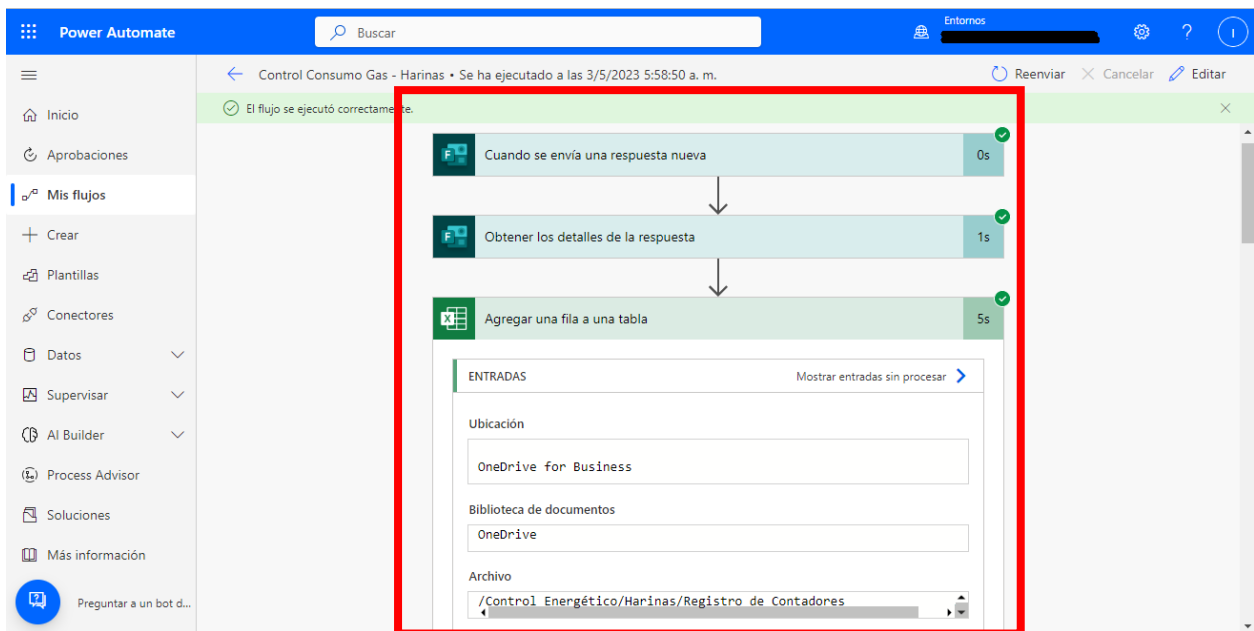 Power Automate
Buscar
Entornos
Control Consumo Gas - Harinas • Se ha ejecutado a las 3/5/2023 5:58:50 a. m.
Reenviar
Cancelar
Editar
El flujo se ejecutó correctamente.
Inicio
Aprobaciones
Mis flujos
Crear
Plantillas
Conectores
Datos
Supervisar
AI Builder
Process Advisor
Soluciones
Más información
Preguntar a un bot d...
Cuando se envía una respuesta nueva
0s
Obtener los detalles de la respuesta
1s
Agregar una fila a una tabla
5s
ENTRADAS
Mostrar entradas sin procesar
Ubicación
OneDrive for Business
Biblioteca de documentos
OneDrive
Archivo
/Control Energético/Harinas/Registro de Contadores